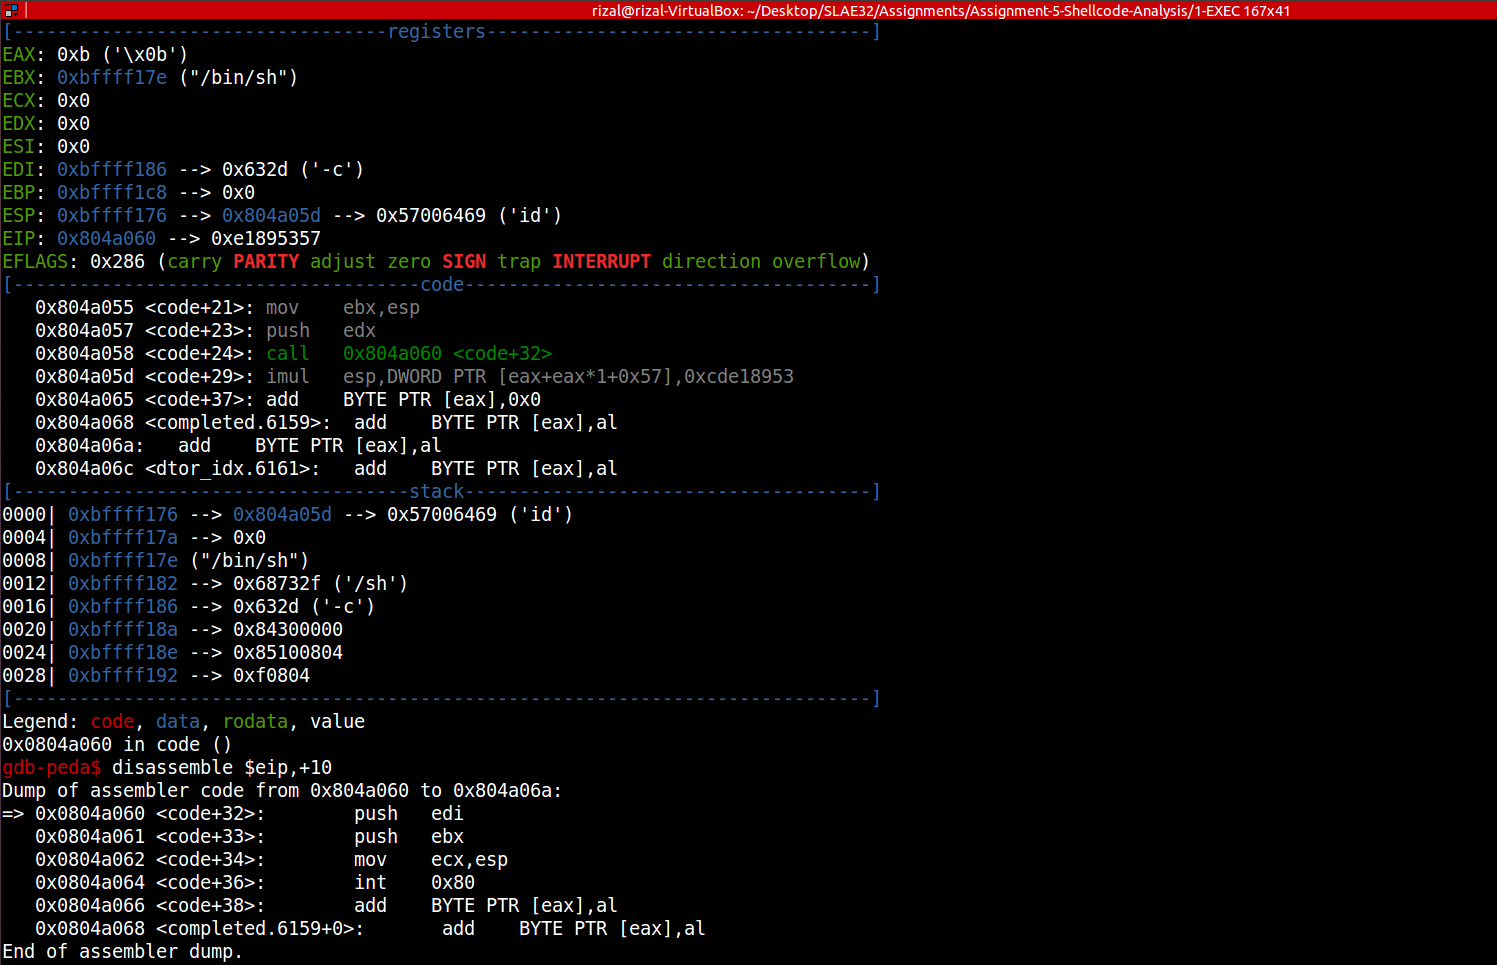 rizal@rizal-VirtualBox: ~/Desktop/SLAE32/Assignments/Assignment-5-Shellcode-Analysis/1-EXEC 167x41
[----------------------------------registers-----------------------------------]
EAX: 0xb ('\x0b')
EBX: 0xbffff17e ("/bin/sh")
ECX: 0x0
EDX: 0x0
ESI: 0x0
EDI: 0xbffff186 --> 0x632d ('-c')
EBP: 0xbffff1c8 --> 0x0
ESP: 0xbffff176 --> 0x804a05d --> 0x57006469 ('id')
EIP: 0x804a060 --> 0xe1895357
EFLAGS: 0x286 (carry PARITY adjust zero SIGN trap INTERRUPT direction overflow)
[-------------------------------------code-------------------------------------]
   0x804a055 <code+21>: mov    ebx,esp
   0x804a057 <code+23>: push   edx
   0x804a058 <code+24>: call   0x804a060 <code+32>
   0x804a05d <code+29>: imul   esp,DWORD PTR [eax+eax*1+0x57],0xcde18953
   0x804a065 <code+37>: add    BYTE PTR [eax],0x0
   0x804a068 <completed.6159>:  add    BYTE PTR [eax],al
   0x804a06a:   add    BYTE PTR [eax],al
   0x804a06c <dtor_idx.6161>:   add    BYTE PTR [eax],al
[------------------------------------stack-------------------------------------]
0000| 0xbffff176 --> 0x804a05d --> 0x57006469 ('id')
0004| 0xbffff17a --> 0x0
0008| 0xbffff17e ("/bin/sh")
0012| 0xbffff182 --> 0x68732f ('/sh')
0016| 0xbffff186 --> 0x632d ('-c')
0020| 0xbffff18a --> 0x84300000
0024| 0xbffff18e --> 0x85100804
0028| 0xbffff192 --> 0xf0804
[------------------------------------------------------------------------------]
Legend: code, data, rodata, value
0x0804a060 in code ()
gdb-peda$ disassemble $eip,+10
Dump of assembler code from 0x804a060 to 0x804a06a:
=> 0x0804a060 <code+32>:        push   edi
   0x0804a061 <code+33>:        push   ebx
   0x0804a062 <code+34>:        mov    ecx,esp
   0x0804a064 <code+36>:        int    0x80
   0x0804a066 <code+38>:        add    BYTE PTR [eax],al
   0x0804a068 <completed.6159+0>:       add    BYTE PTR [eax],al
End of assembler dump.